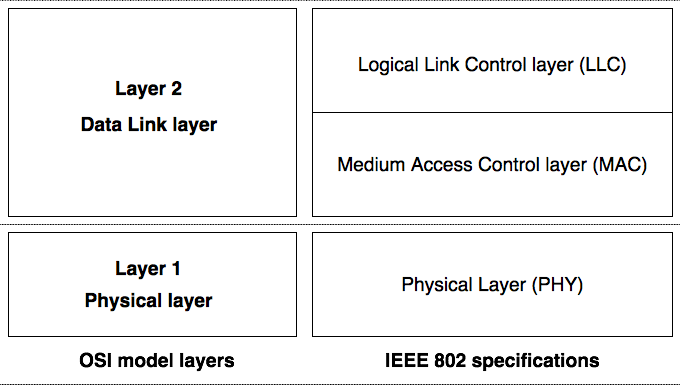 Layer 2
Data Link layer
Logical Link Control layer (LLC)
Medium Access Control layer (MAC)
Layer 1
Physical layer
Physical Layer (PHY)
OSI model layers
IEEE 802 specifications